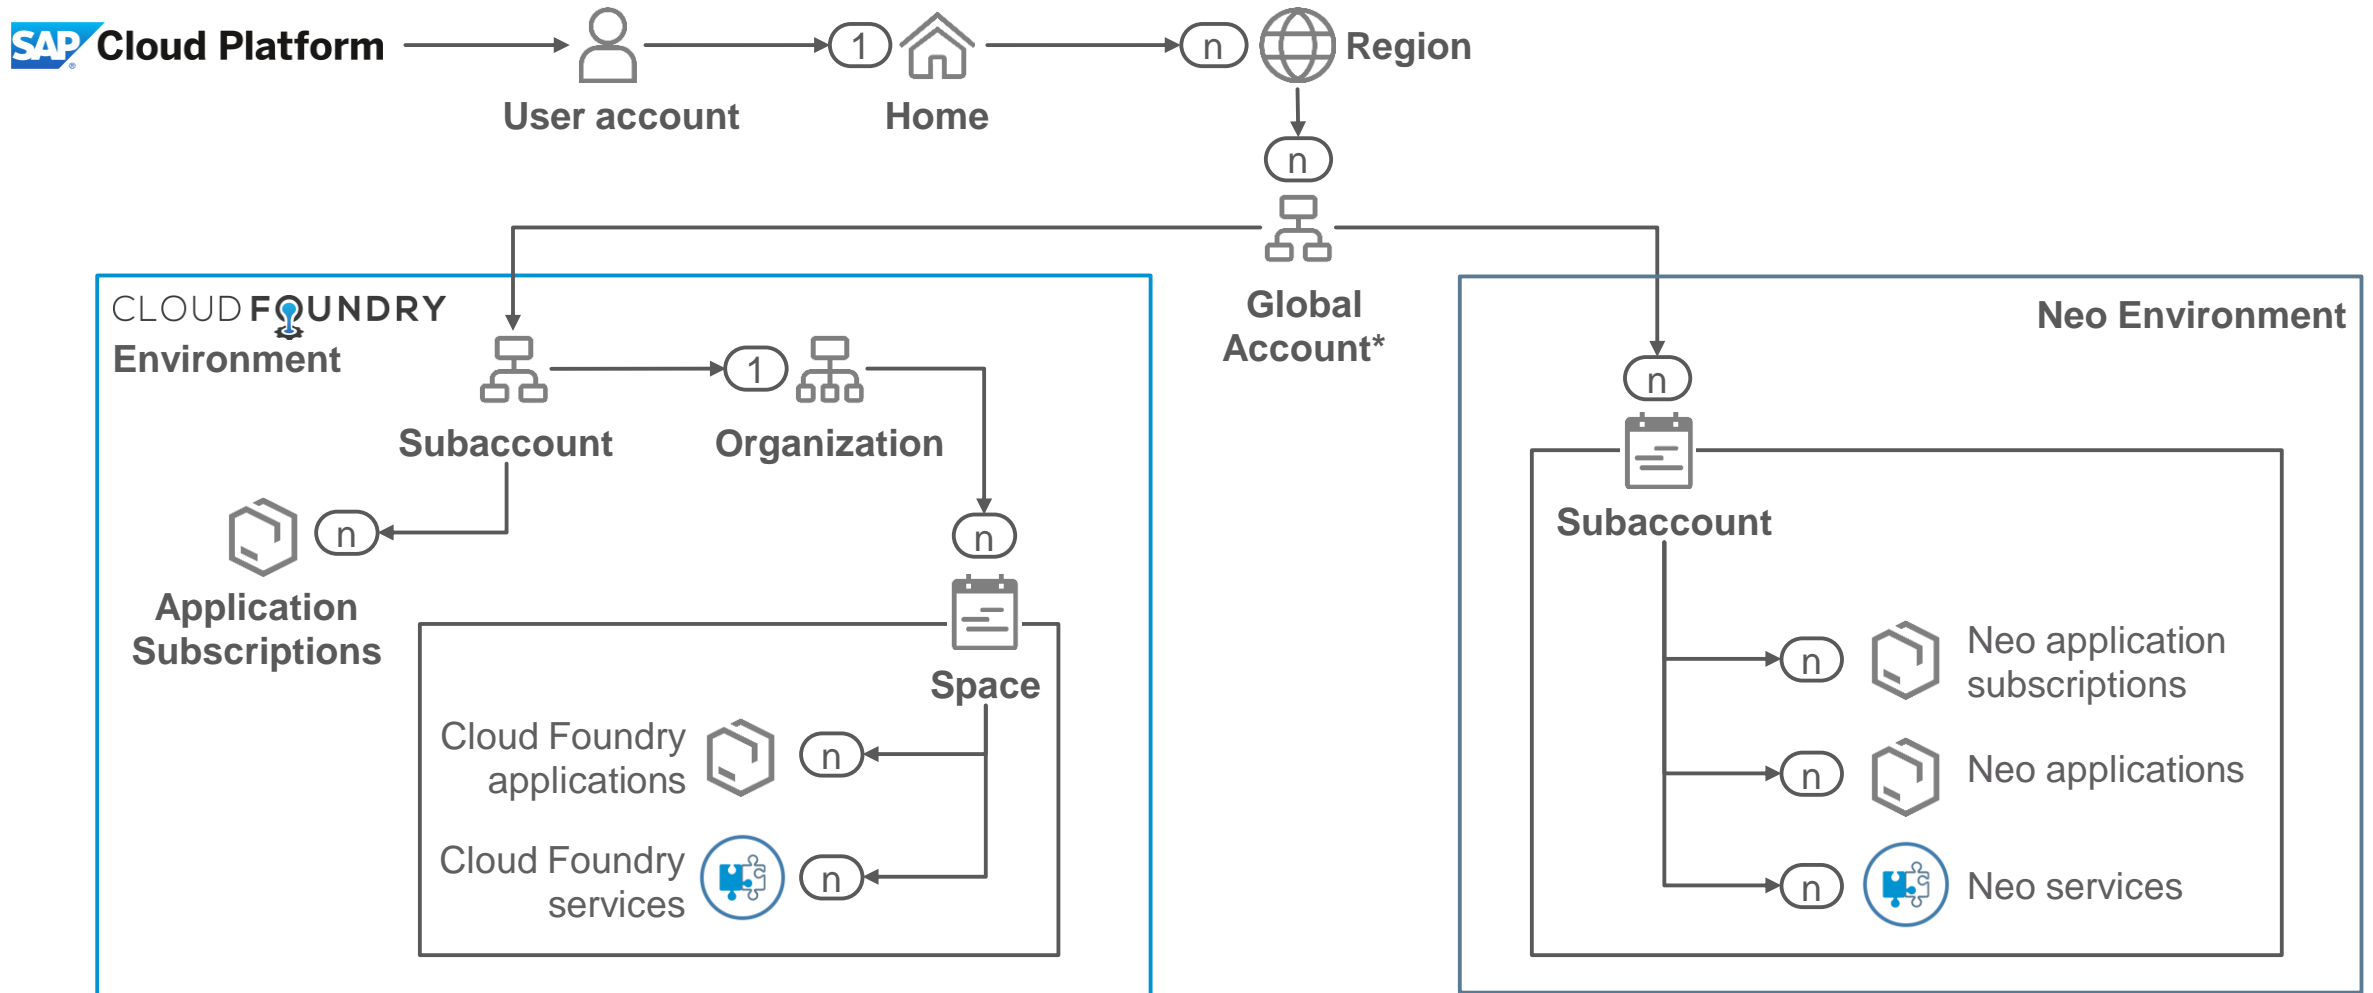 SAP® Cloud Platform
1
n
Region
User account
Home
n
CLOUD FOUNDRY
Environment
Global
Account*
Neo Environment
1
n
Subaccount
Organization
n
n
Subaccount
Application
Subscriptions
Space
n
Neo application
subscriptions
Cloud Foundry
applications
n
n
Neo applications
Cloud Foundry
services
n
n
Neo services